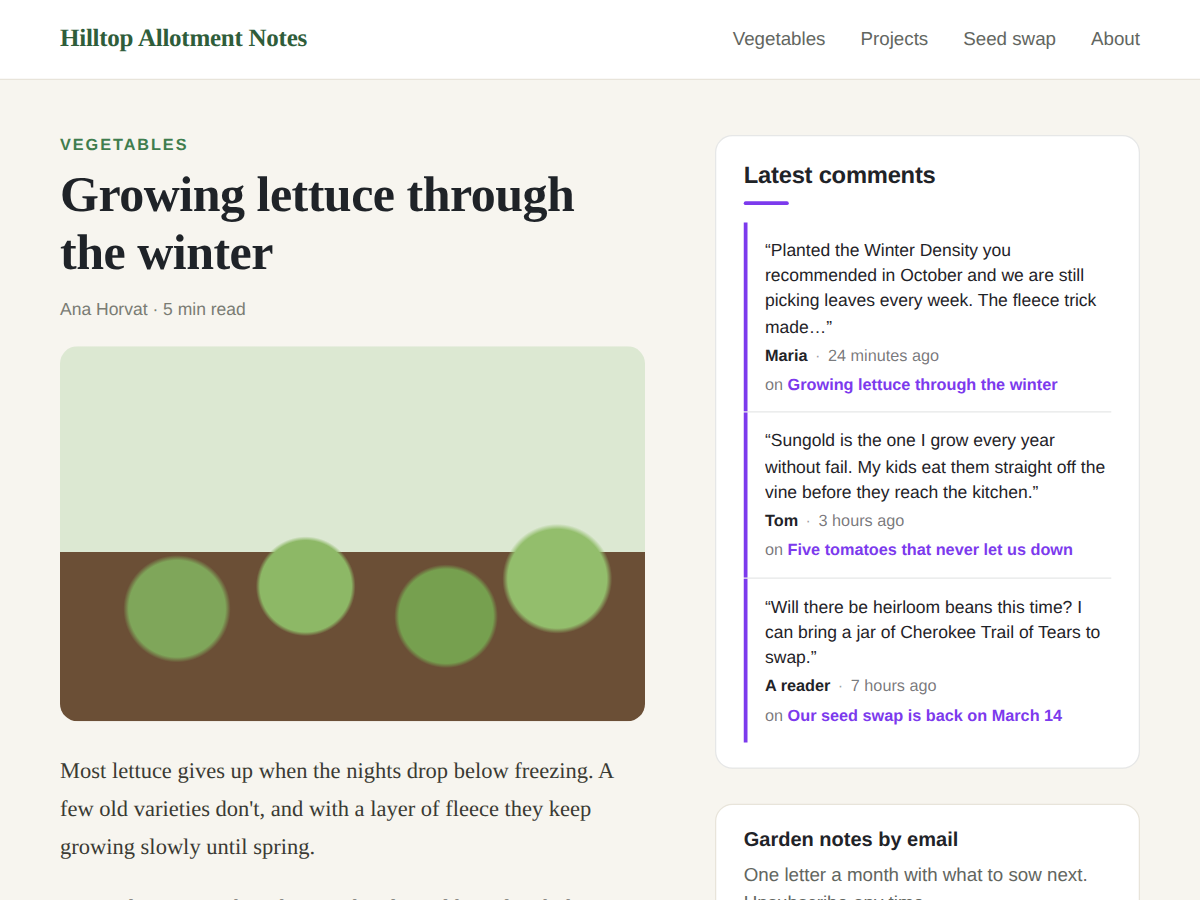 Hilltop Allotment Notes
Vegetables Projects Seed swap About
VEGETABLES
Growing lettuce through
the winter
Ana Horvat · 5 min read
Most lettuce gives up when the nights drop below freezing. A
few old varieties don't, and with a layer of fleece they keep
growing slowly until spring.
Latest comments
“Planted the Winter Density you
recommended in October and we are still
picking leaves every week. The fleece trick
made…”
Maria · 24 minutes ago
on Growing lettuce through the winter
“Sungold is the one I grow every year
without fail. My kids eat them straight off the
vine before they reach the kitchen.”
Tom · 3 hours ago
on Five tomatoes that never let us down
“Will there be heirloom beans this time? I
can bring a jar of Cherokee Trail of Tears to
swap.”
A reader · 7 hours ago
on Our seed swap is back on March 14
Garden notes by email
One letter a month with what to sow next.
Unsubscribe any time.